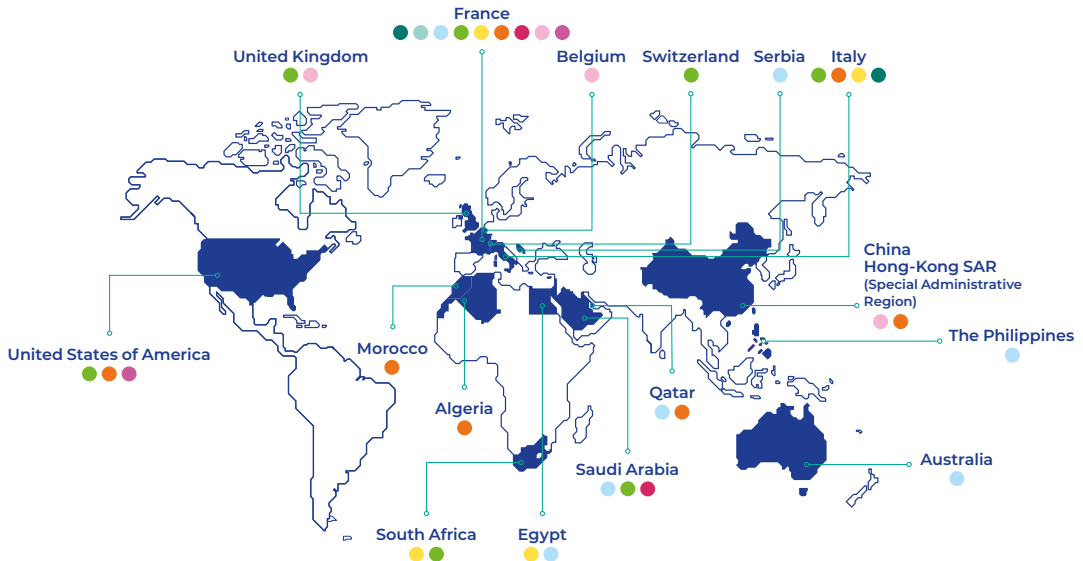 France
United Kingdom
Belgium
Switzerland
Serbia
Italy
China
Hong-Kong SAR
(Special Administrative
Region)
The Philippines
United States of America
Morocco
Algeria
Qatar
Saudi Arabia
Australia
South Africa
Egypt